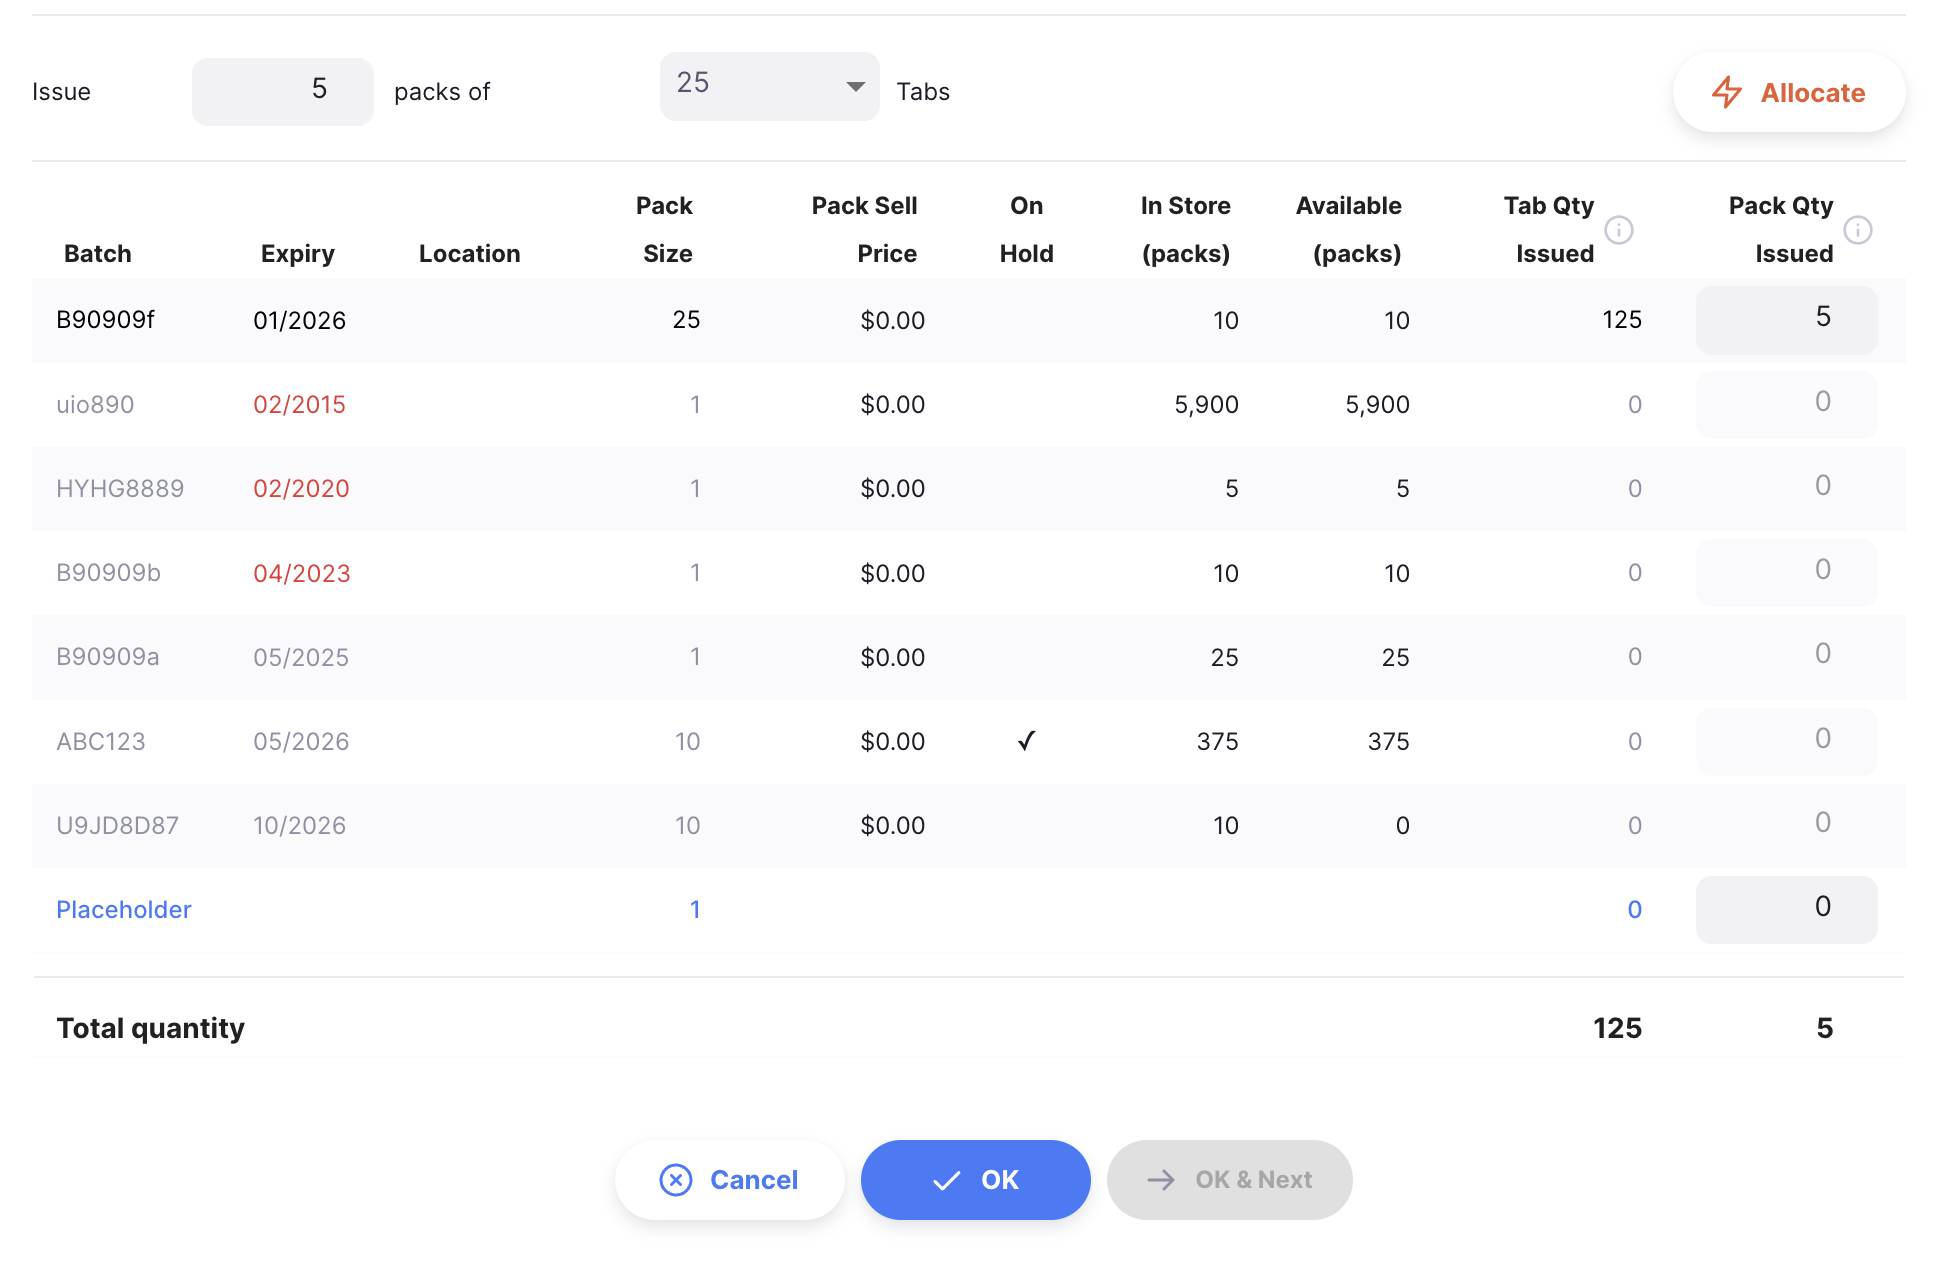 Issue 5 packs of 25 Tabs Allocate
Pack Pack Sell On In Store Available Tab Qty Pack Qty
Batch Expiry Location Size Price Hold (packs) (packs) Issued Issued
B90909f 01/2026 25 $0.00 10 10 125 5
uio890 02/2015 1 $0.00 5,900 5,900 0 0
HYHG8889 02/2020 1 $0.00 5 5 0 0
B90909b 04/2023 1 $0.00 10 10 0 0
B90909a 05/2025 1 $0.00 25 25 0 0
ABC123 05/2026 10 $0.00 ✓ 375 375 0 0
U9JD8D87 10/2026 10 $0.00 10 0 0 0
Placeholder 1 0 0
Total quantity 125 5
Cancel OK OK & Next